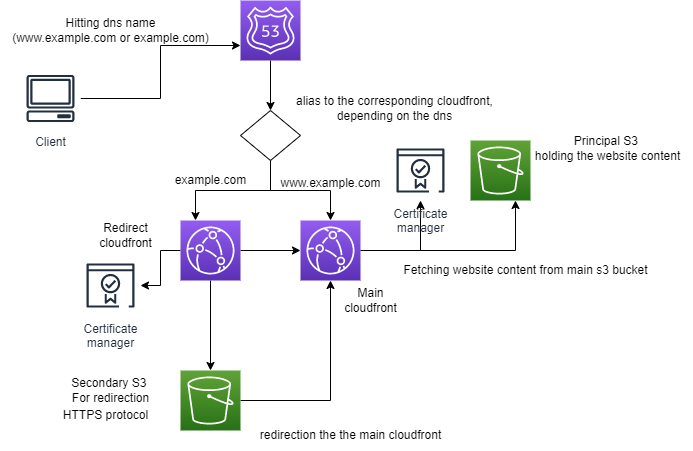 Hitting dns name
(www.example.com or example.com)
53
alias to the corresponding cloudfront,
depending on the dns
Client
Principal S3
holding the website content
example.com
www.example.com
Certificate
manager
Redirect
cloudfront
Fetching website content from main s3 bucket
Main
cloudfront
Certificate
manager
Secondary S3
For redirection
HTTPS protocol
redirection the the main cloudfront